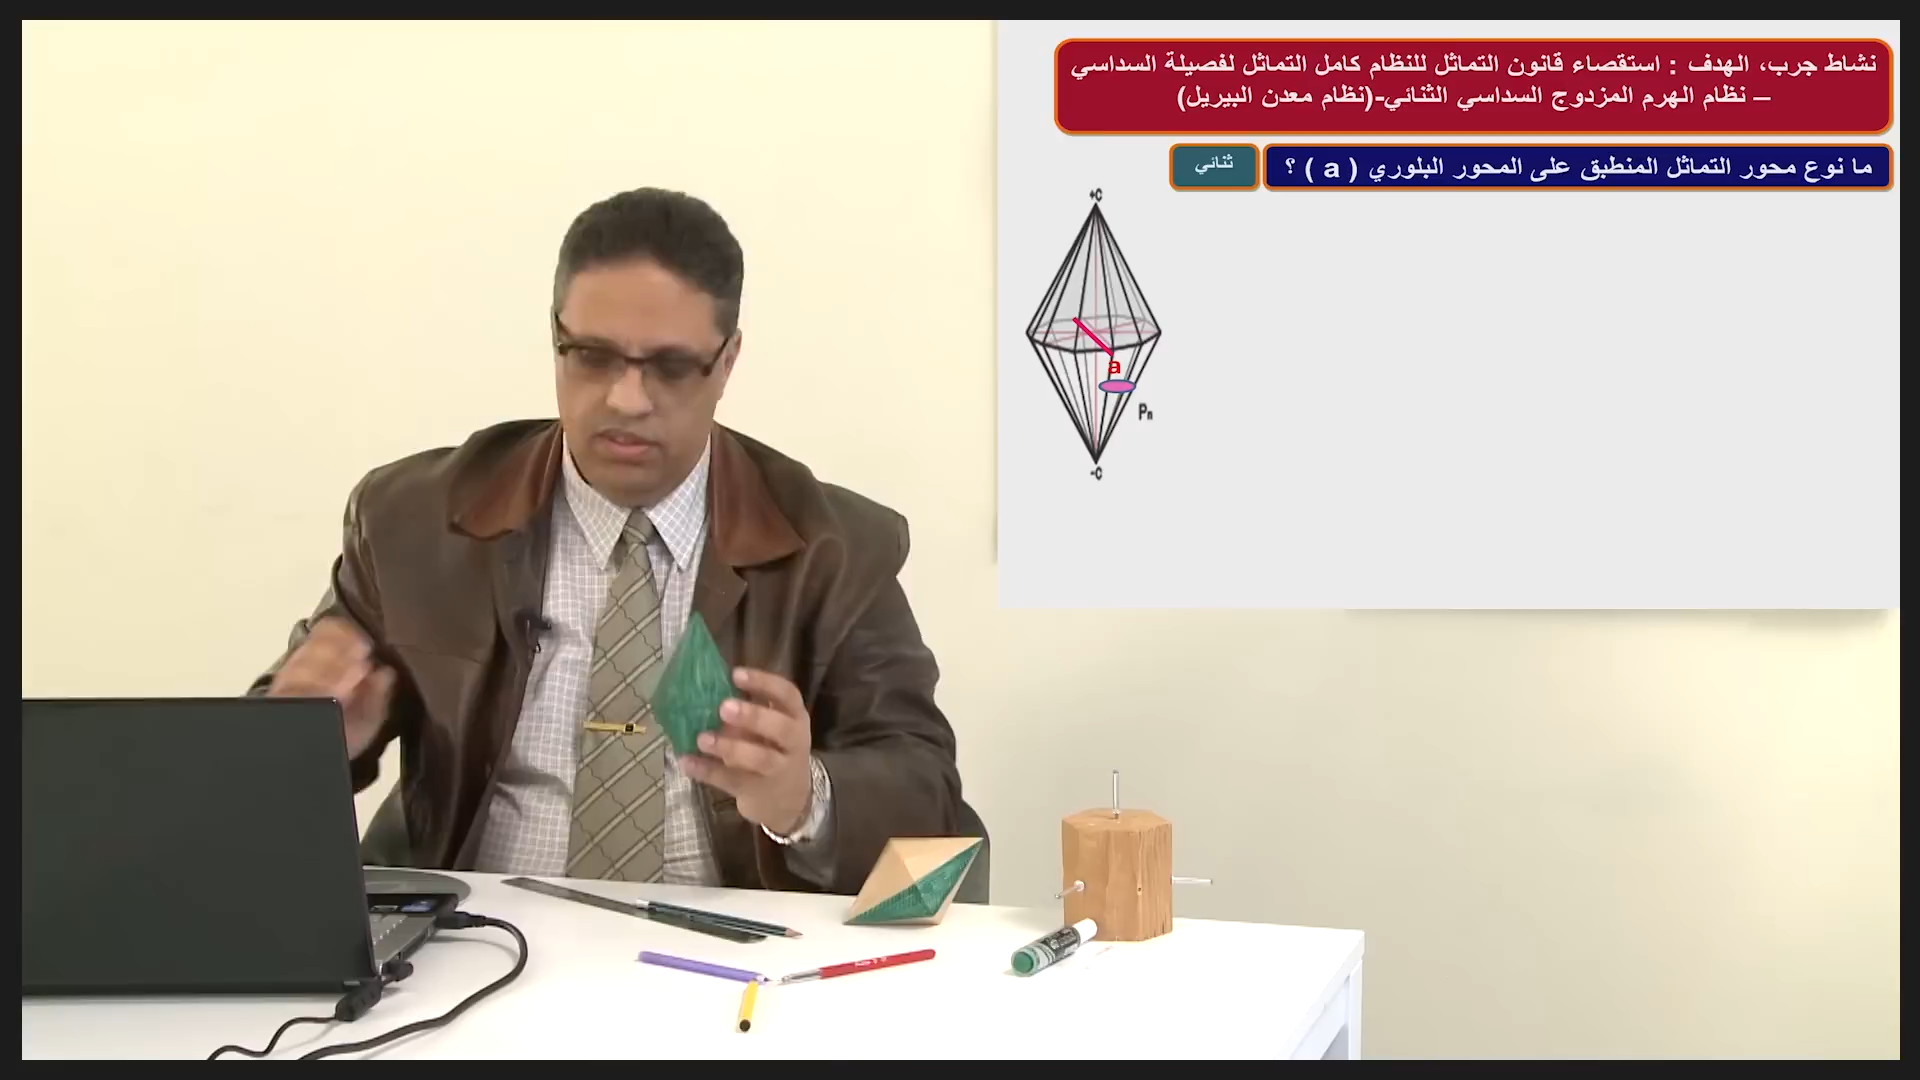 نشاط جرب، الهدف : استقصاء قانون التماثل للنظام كامل التماثل لفصيلة السداسي
– نظام الهرم المزدوج السداسي الثنائي-(نظام معدن البيريل)
ما نوع محور التماثل المنطبق على المحور البلوري ( a ) ؟
ثنائي
+C
a
Pn
-C